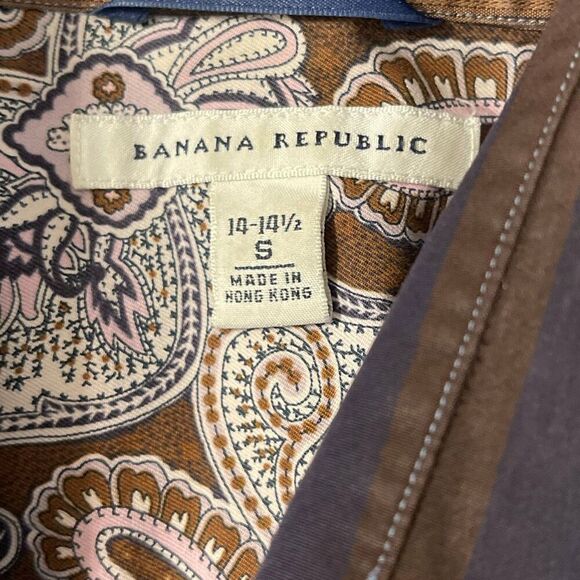 BANANA REPUBLIC
14-14½
S
MADE IN
HONG KONG